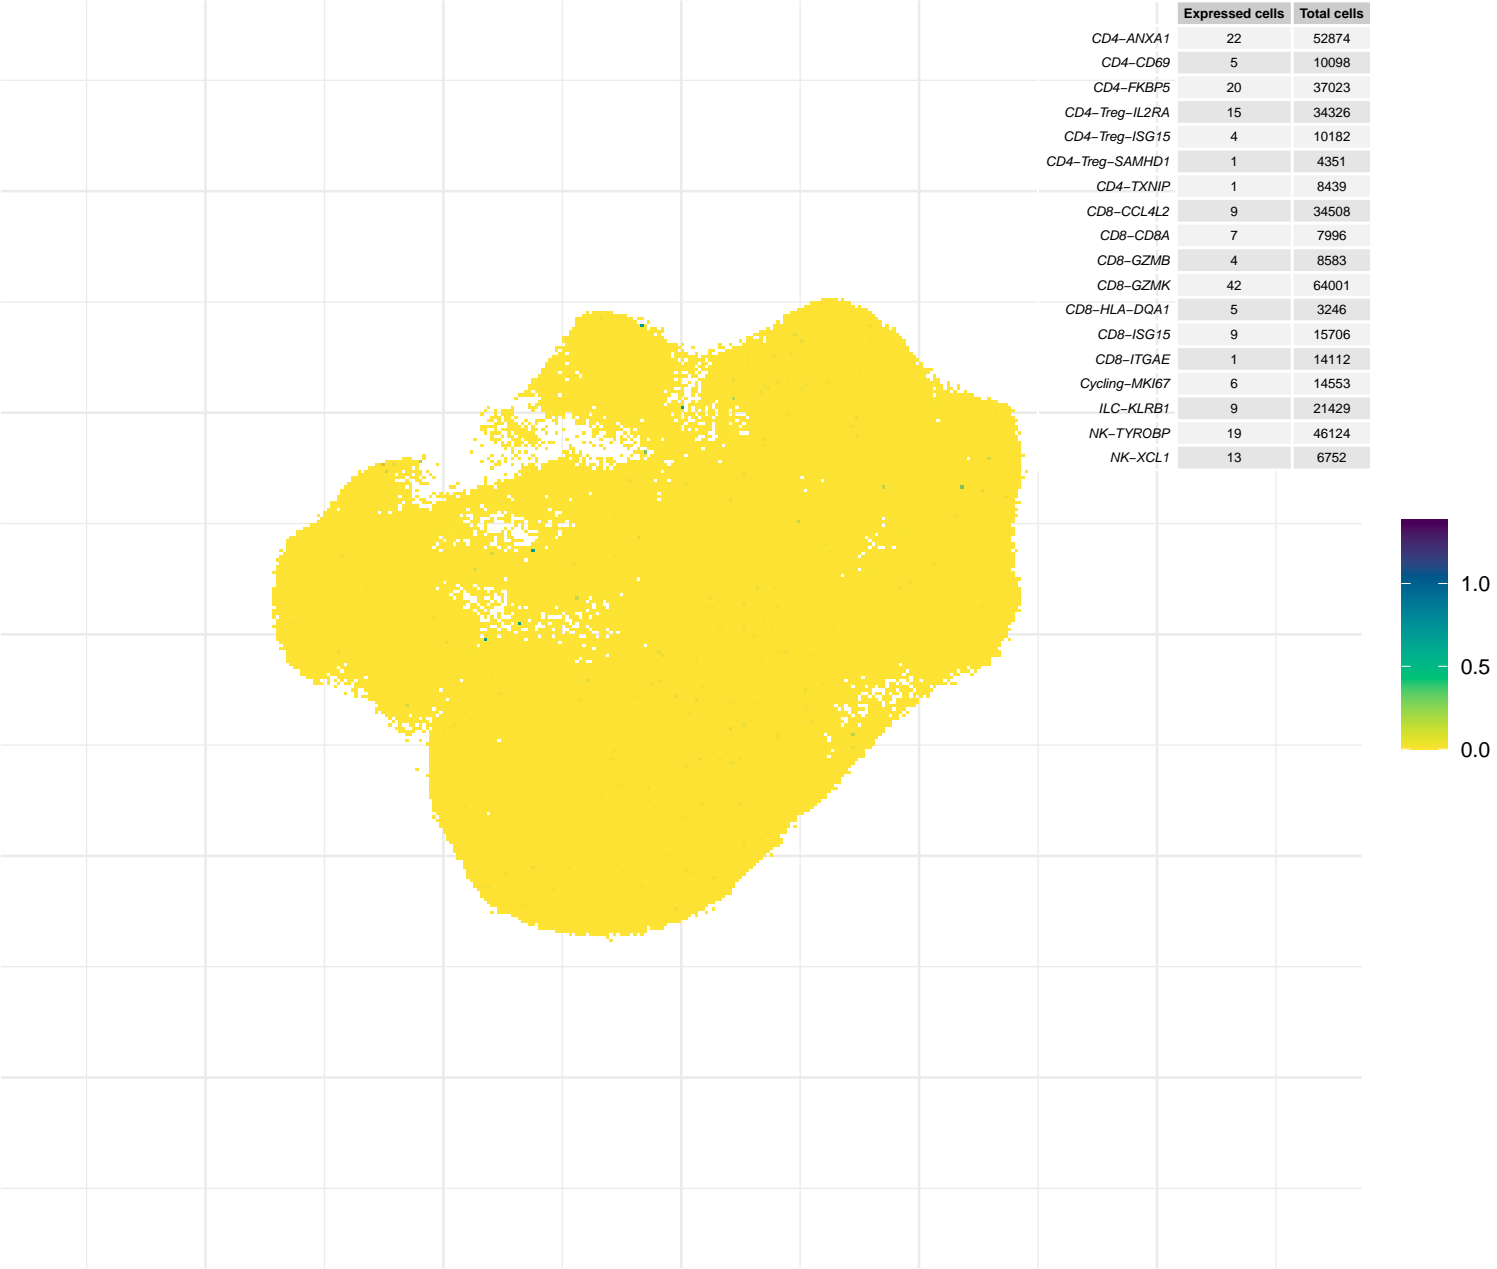 Expressed cells Total cells
CD4−ANXA1 22 52874
CD4−CD69 5 10098
CD4−FKBP5 20 37023
CD4−Treg−IL2RA 15 34326
CD4−Treg−ISG15 4 10182
CD4−Treg−SAMHD1 1 4351
CD4−TXNIP 1 8439
CD8−CCL4L2 9 34508
CD8−CD8A 7 7996
CD8−GZMB 4 8583
CD8−GZMK 42 64001
CD8−HLA−DQA1 5 3246
CD8−ISG15 9 15706
CD8−ITGAE 1 14112
Cycling−MKI67 6 14553
ILC−KLRB1 9 21429
NK−TYROBP 19 46124
NK−XCL1 13 6752
1.0
0.5
0.0